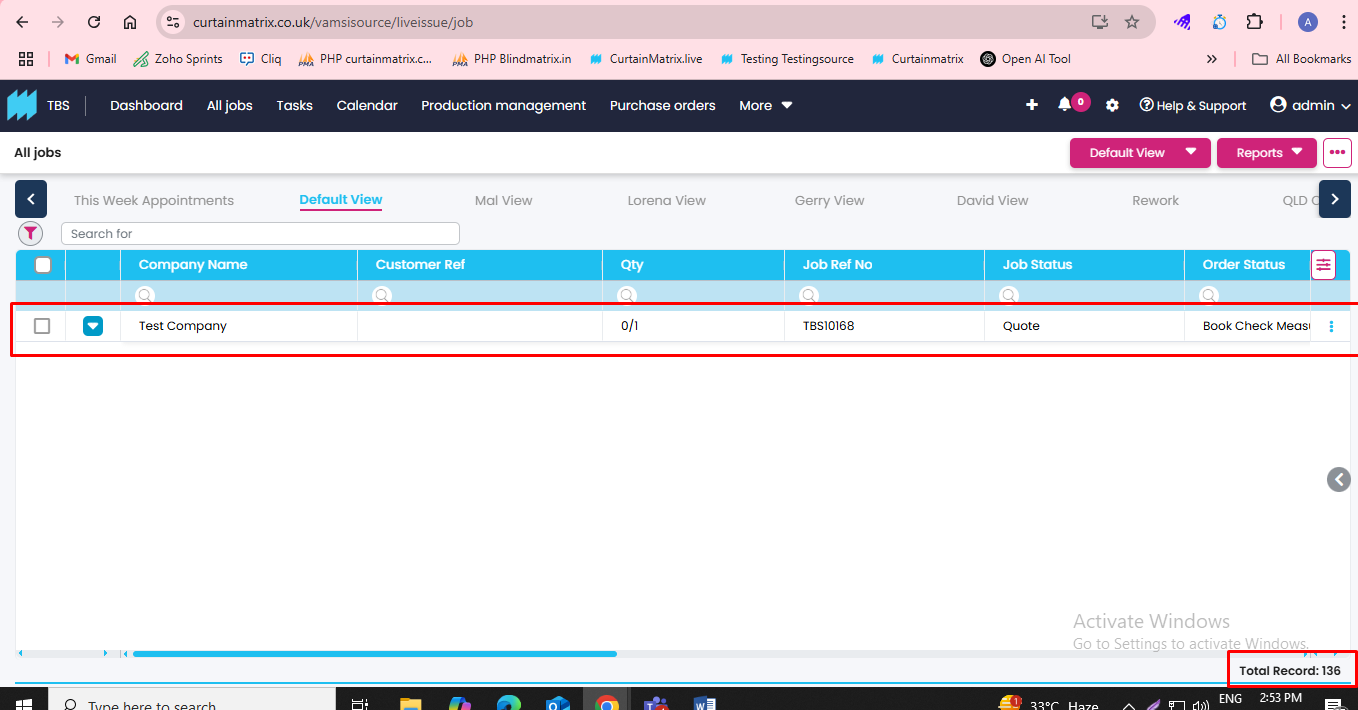 curtainmatrix.co.uk/vamsisource/liveissue/job
A
Gmail Zoho Sprints Cliq PHP curtainmatrix.c... PHP Blindmatrix.in CurtainMatrix.live Testing Testingsource Curtainmatrix Open AI Tool » All Bookmarks
TBS Dashboard All jobs Tasks Calendar Production management Purchase orders More 0 Help & Support admin
All jobs Default View Reports
This Week Appointments Default View Mal View Lorena View Gerry View David View Rework QLD
Search for
Company Name Customer Ref Qty Job Ref No Job Status Order Status
Test Company 0/1 TBS10168 Quote Book Check Measu
Activate Windows
Go to Settings to activate Windows.
Total Record: 136
Type here to search 1 33°C Haze ENG 2:53 PM